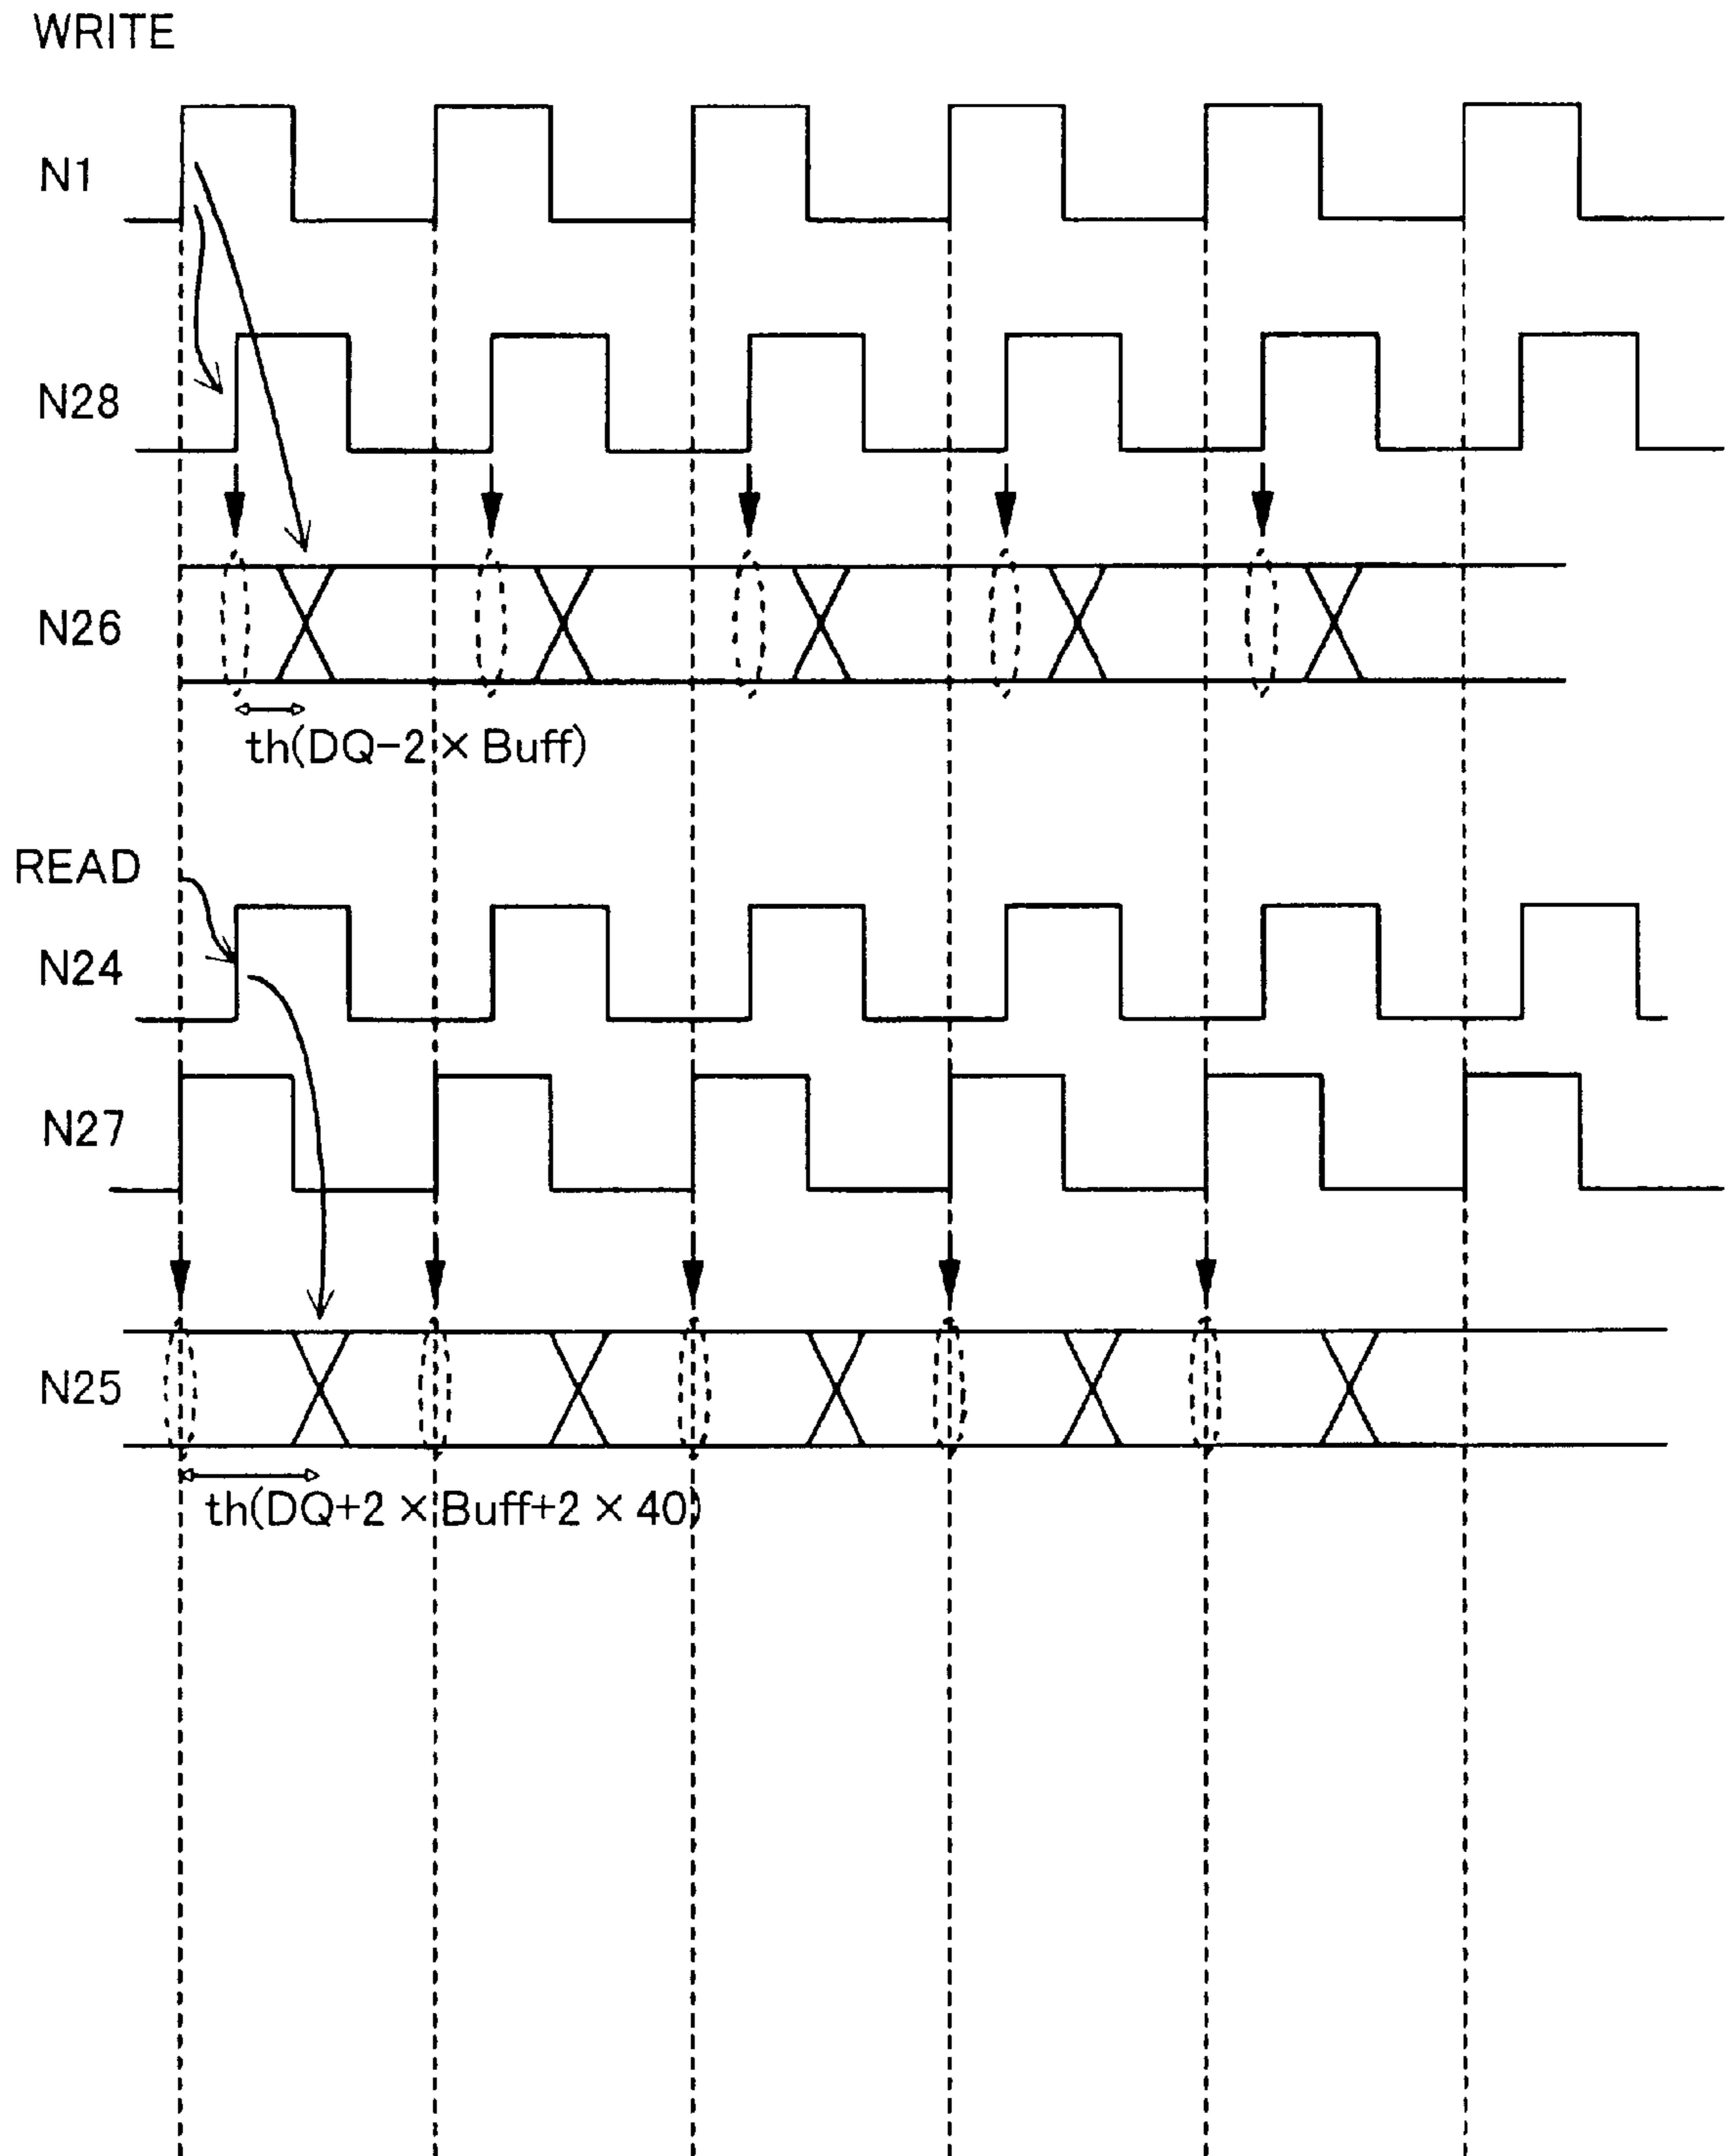 WRITE
N1
N28
N26
th(DQ-2 × Buff)
READ
N24
N27
N25
th(DQ+2 × Buff+2 × 40)